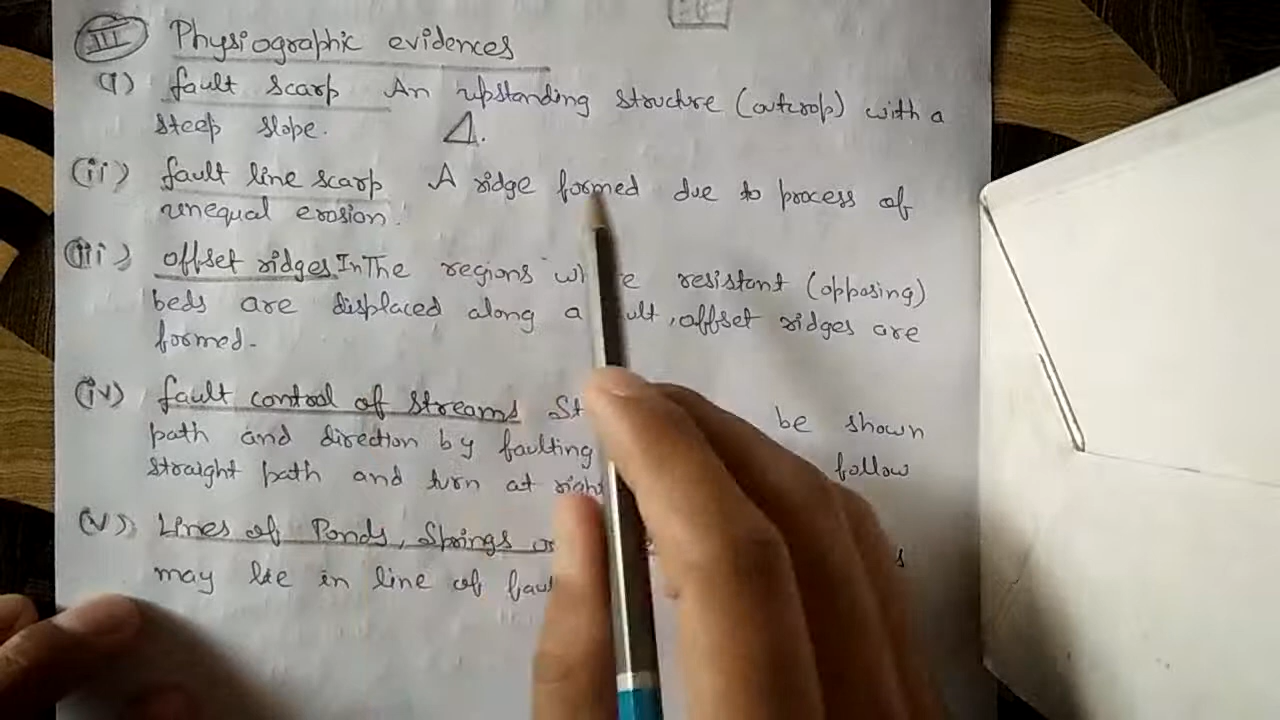 III Physiographic evidences
(i) fault scarp An upstanding structure (outcrop) with a
steep slope.
(ii) fault line scarp A ridge formed due to process of
unequal erosion.
(iii) offset ridges. In The regions resistant (opposing)
beds are displaced along a offset ridges are
formed-
(iv) fault control of streams be shown
path and direction by faulting follow
straight path and turn at
(v) Lines of Ponds, Springs
may lie in line of